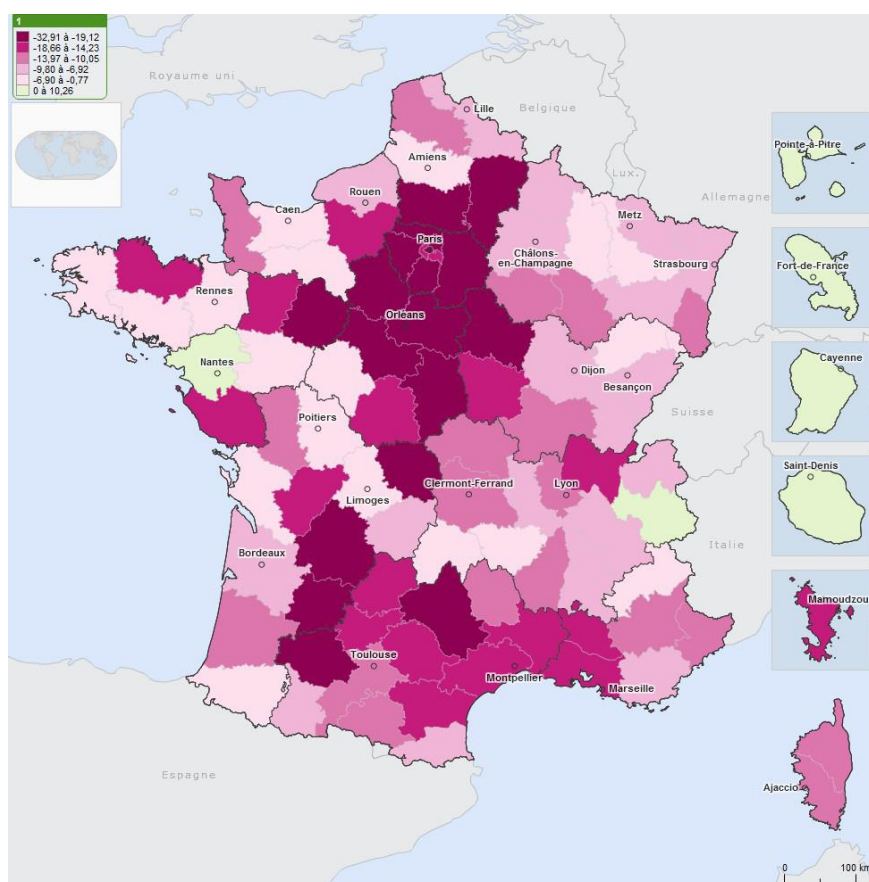 1
-32,91 à -19,12
-18,66 à -14,23
-13,97 à -10,05
-9,80 à -6,92
-6,90 à -0,77
0 à 10,26
Royaume uni
Belgique
Lille
Amiens
Lux.
Allemagne
Pointe-à-Pitre
Rouen
Caen
Metz
Paris
Châlons-
en-Champagne
Strasbourg
Fort-de-France
Rennes
Orléans
Nantes
Dijon
Besançon
Cayenne
Suisse
Poitiers
Saint-Denis
Clermont-Ferrand
Lyon
Limoges
Italie
Bordeaux
Mamoudzou
Toulouse
Montpellier
Marseille
Espagne
Ajaccio
0 100 km